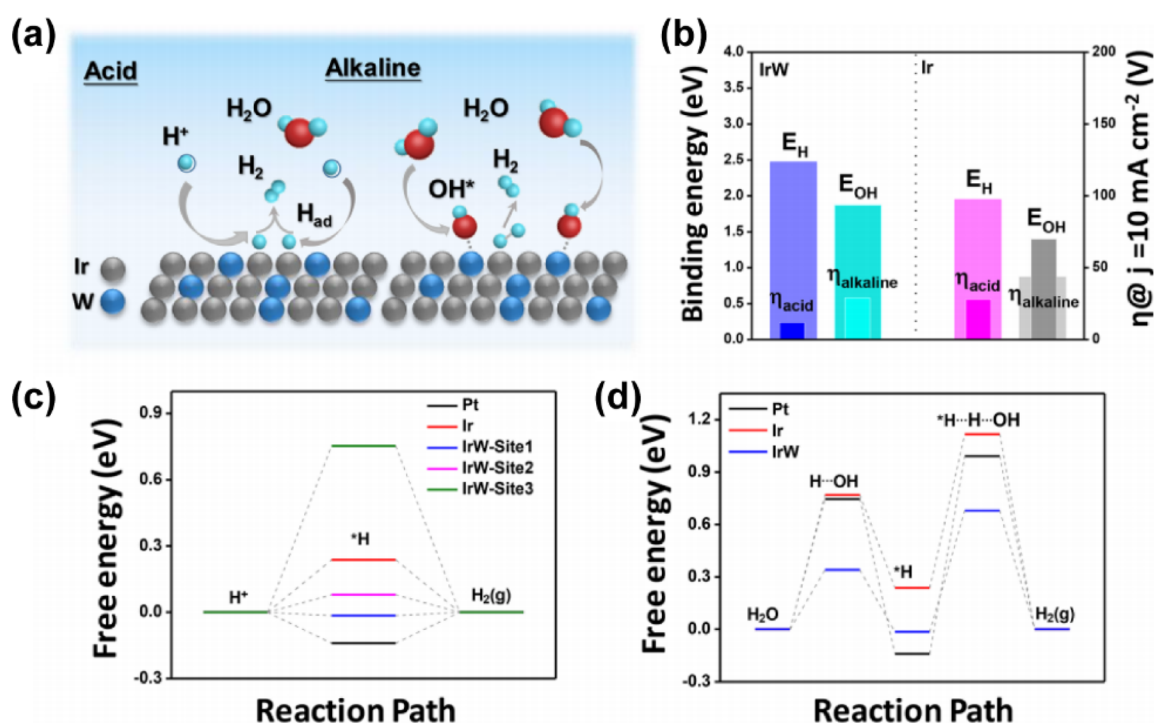 (a)
Acid
Alkaline
H2O
H2O
H+
H2
H2
Had
OH*
Ir
W
(b)
Binding energy (eV)
4.0
3.5
3.0
2.5
2.0
1.5
1.0
0.5
0.0
IrW
Ir
EH
EOH
EH
EOH
ηacid
ηalkaline
ηacid
ηalkaline
200
150
100
50
0
η@ j =10 mA cm-2 (V)
(c)
Free energy (eV)
0.9
0.6
0.3
0.0
-0.3
Pt
Ir
IrW-Site1
IrW-Site2
IrW-Site3
*H
H+
H2(g)
Reaction Path
(d)
Free energy (eV)
1.2
0.9
0.6
0.3
0.0
-0.3
Pt
Ir
IrW
*H···H···OH
H···OH
*H
H2O
H2(g)
Reaction Path